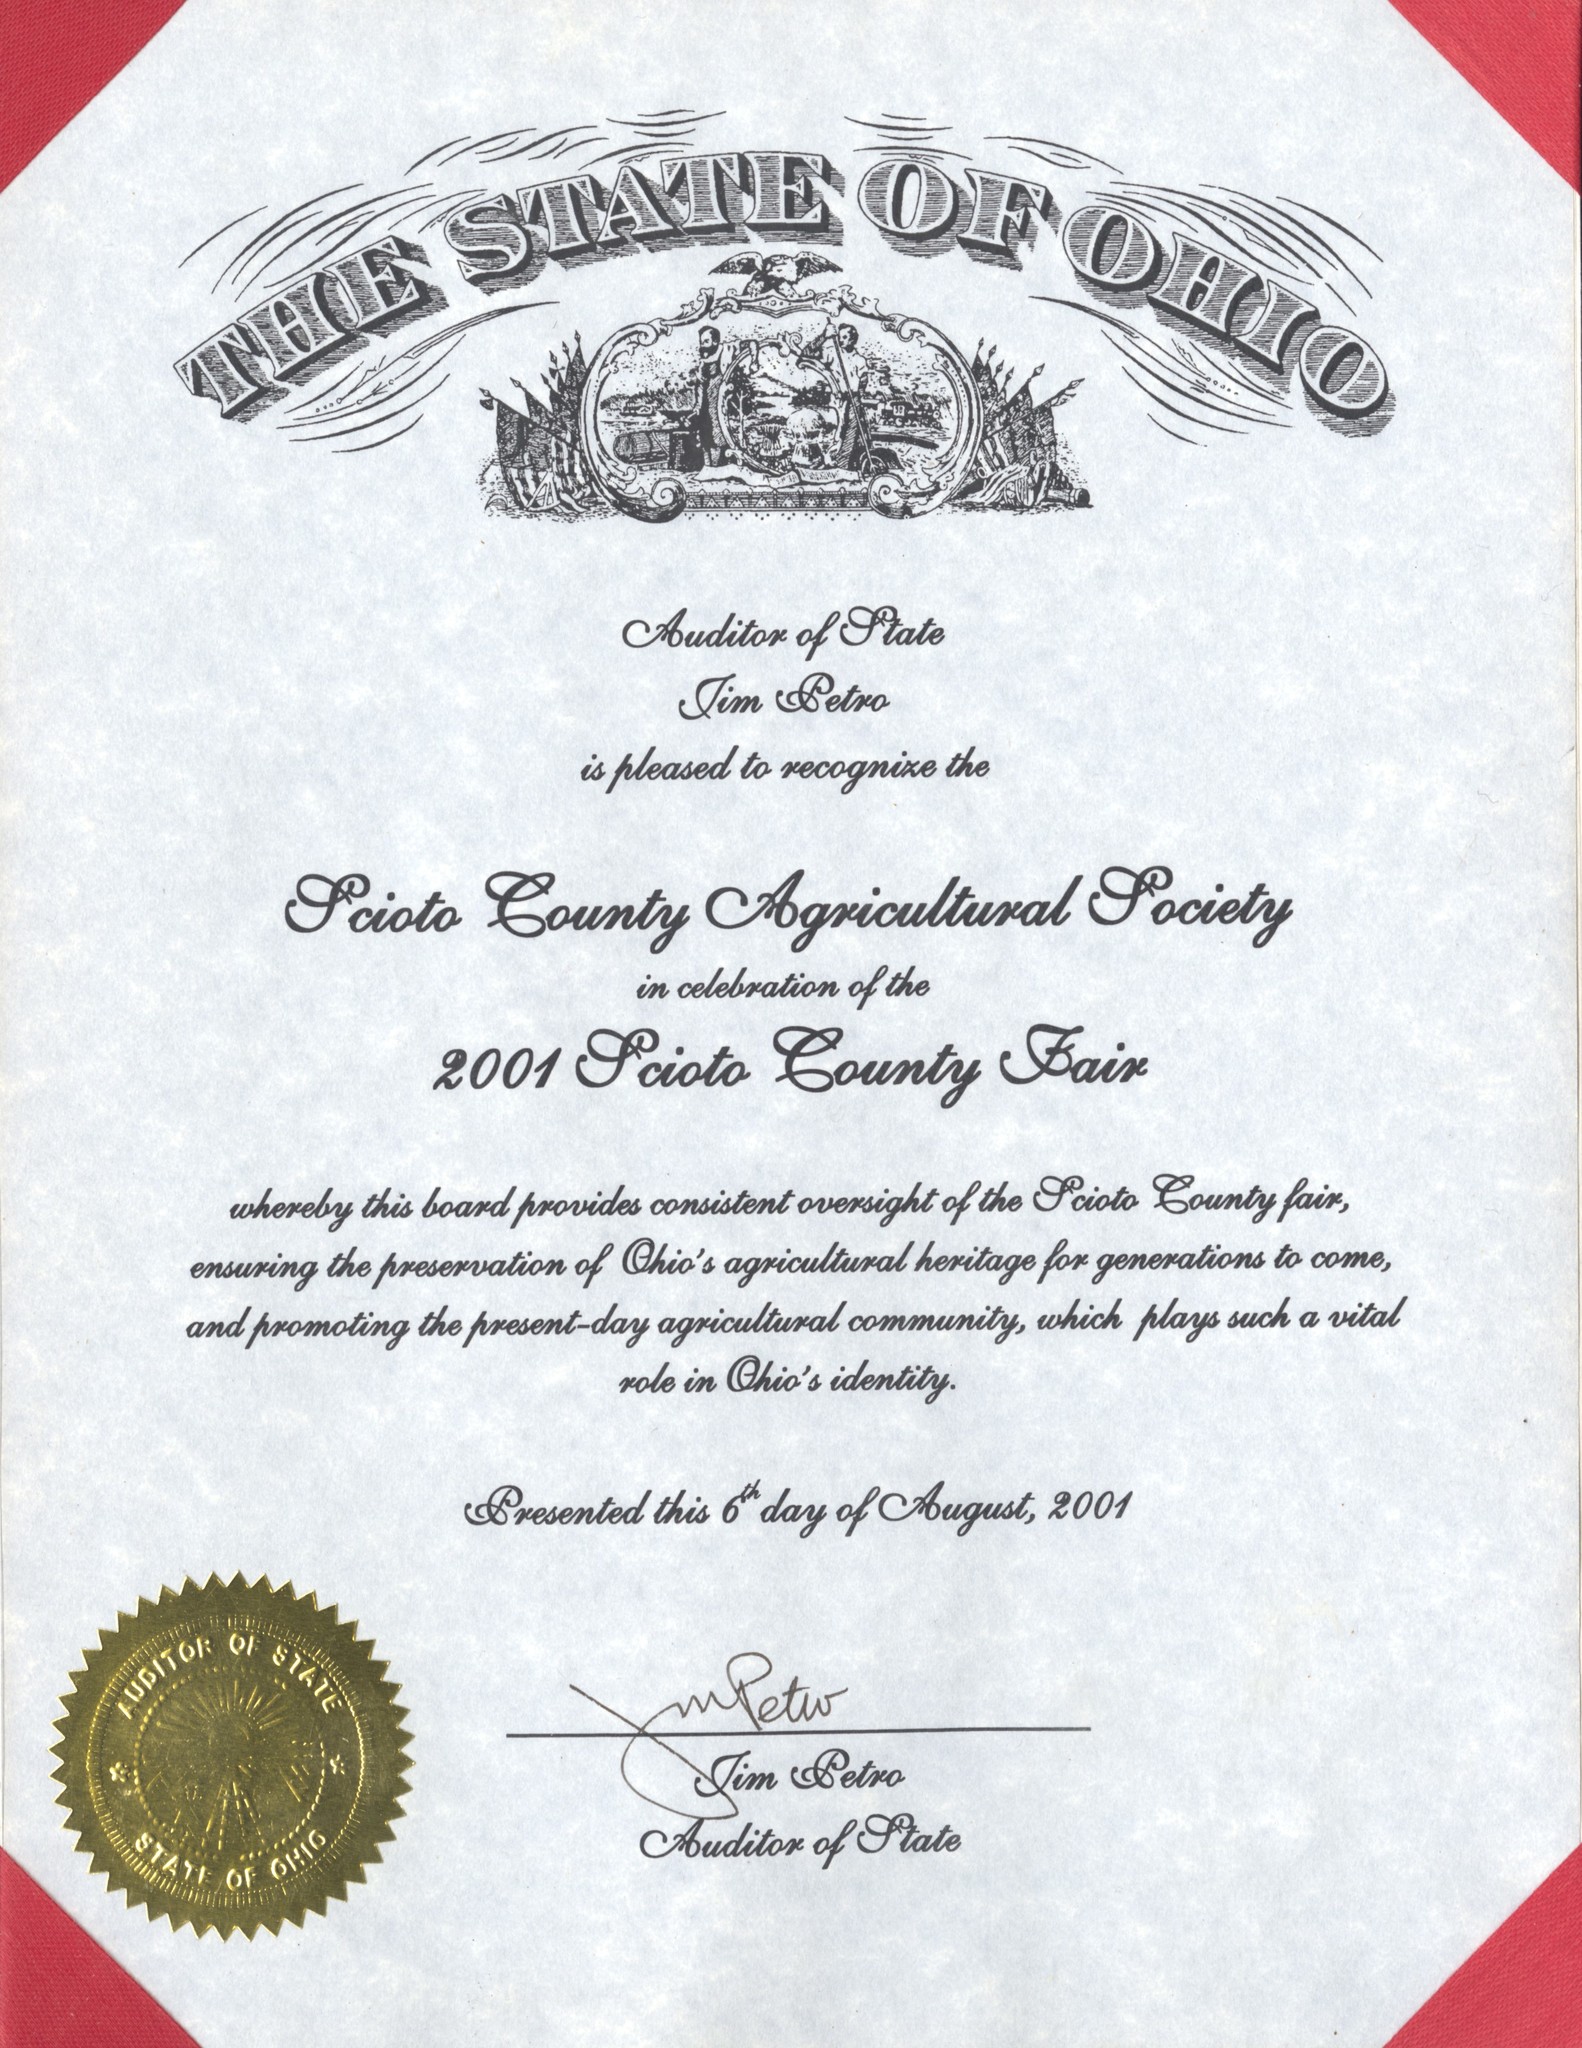 THE STATE OF OHIO
Auditor of State
Jim Petro
is pleased to recognize the
Scioto County Agricultural Society
in celebration of the
2001 Scioto County Fair
whereby this board provides consistent oversight of the Scioto County fair,
ensuring the preservation of Ohio's agricultural heritage for generations to come,
and promoting the present-day agricultural community, which plays such a vital
role in Ohio's identity.
Presented this 6th day of August, 2001
AUDITOR OF STATE
STATE OF OHIO
Jim Petro
Jim Petro
Auditor of State